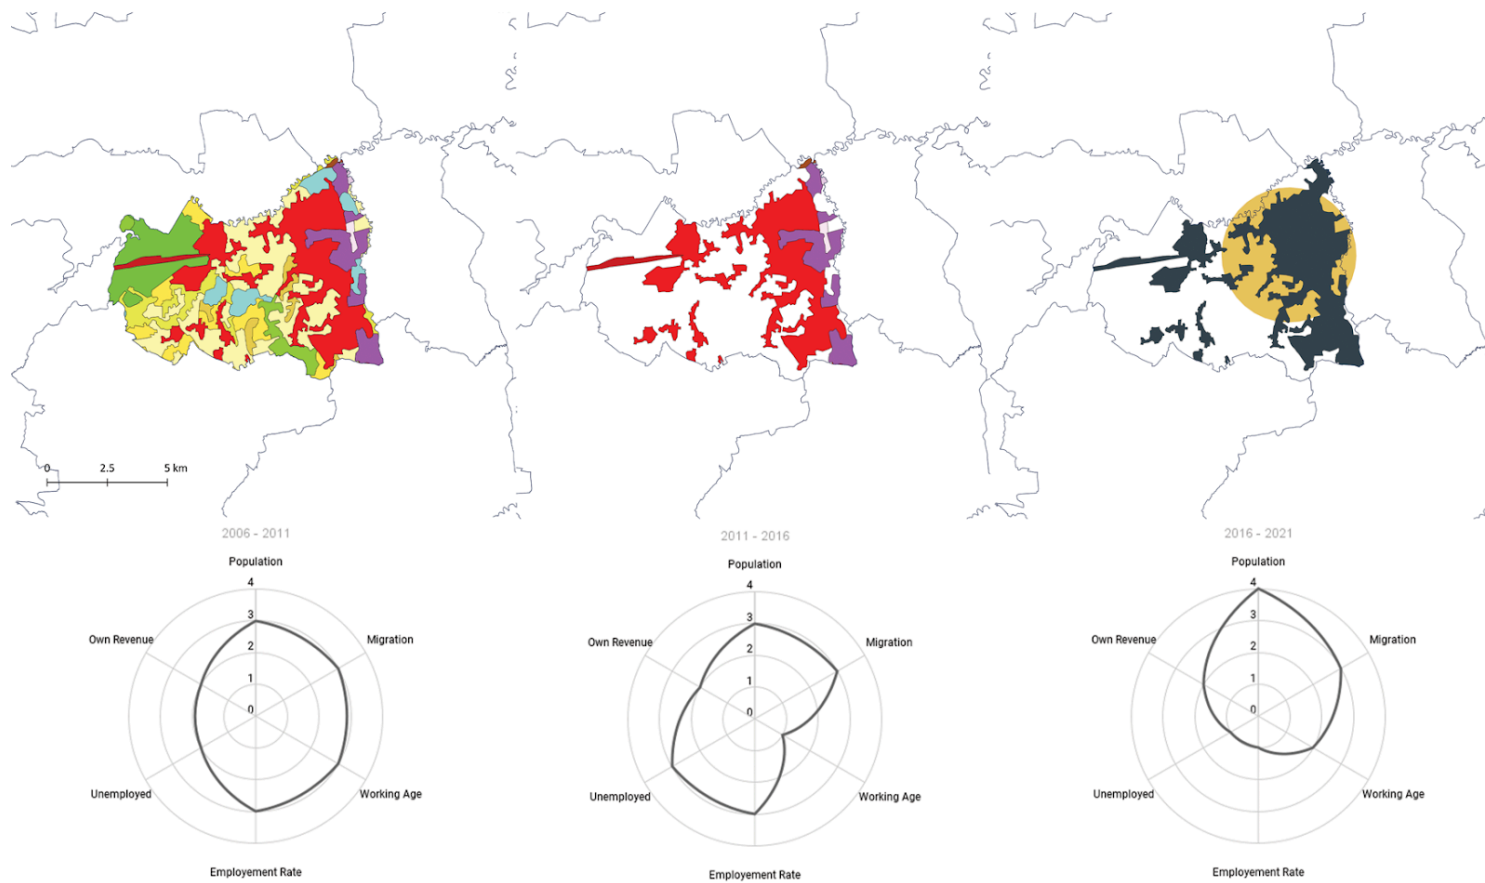 0 2.5 5 km
2006 - 2011
2011 - 2016
2016 - 2021
Population
4
3
2
1
0
Own Revenue
Migration
Unemployed
Working Age
Employement Rate
Population
4
3
2
1
0
Own Revenue
Migration
Unemployed
Working Age
Employement Rate
Population
4
3
2
1
0
Own Revenue
Migration
Unemployed
Working Age
Employement Rate